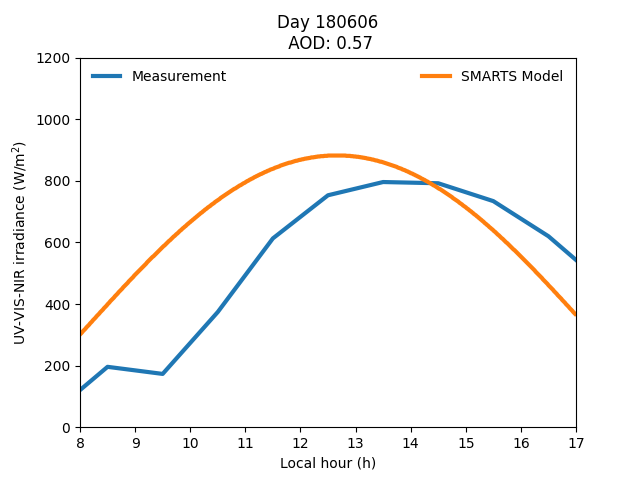 Day 180606
AOD: 0.57
1200
1000
800
600
400
200
0
UV-VIS-NIR irradiance (W/m²)
Measurement
SMARTS Model
8 9 10 11 12 13 14 15 16 17
Local hour (h)